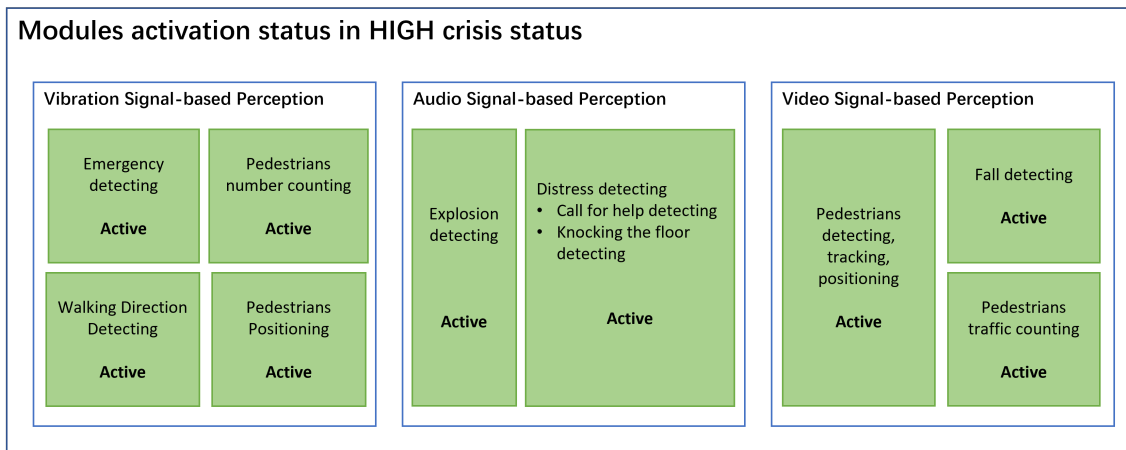 Modules activation status in HIGH crisis status
Vibration Signal-based Perception
Emergency
detecting
Active
Pedestrians
number counting
Active
Walking Direction
Detecting
Active
Pedestrians
Positioning
Active
Audio Signal-based Perception
Explosion
detecting
Active
Distress detecting
• Call for help detecting
• Knocking the floor
detecting
Active
Video Signal-based Perception
Pedestrians
detecting,
tracking,
positioning
Active
Fall detecting
Active
Pedestrians
traffic counting
Active